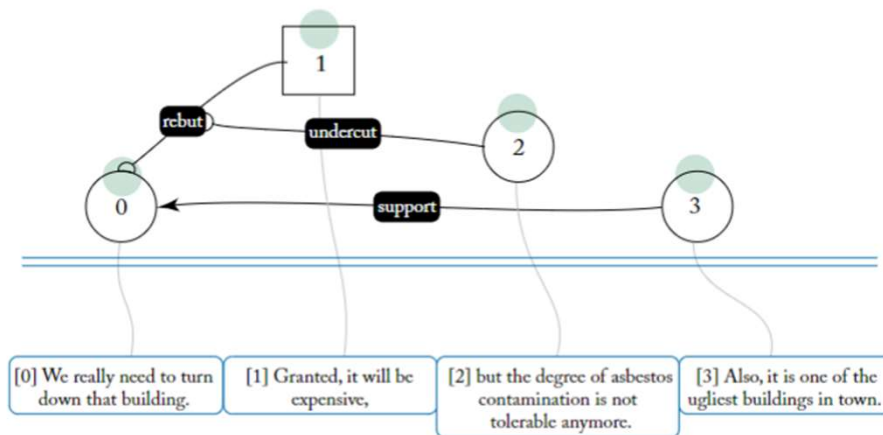 1
rebut
undercut
2
0
support
3
[0] We really need to turn
down that building.
[1] Granted, it will be
expensive,
[2] but the degree of asbestos
contamination is not
tolerable anymore.
[3] Also, it is one of the
ugliest buildings in town.